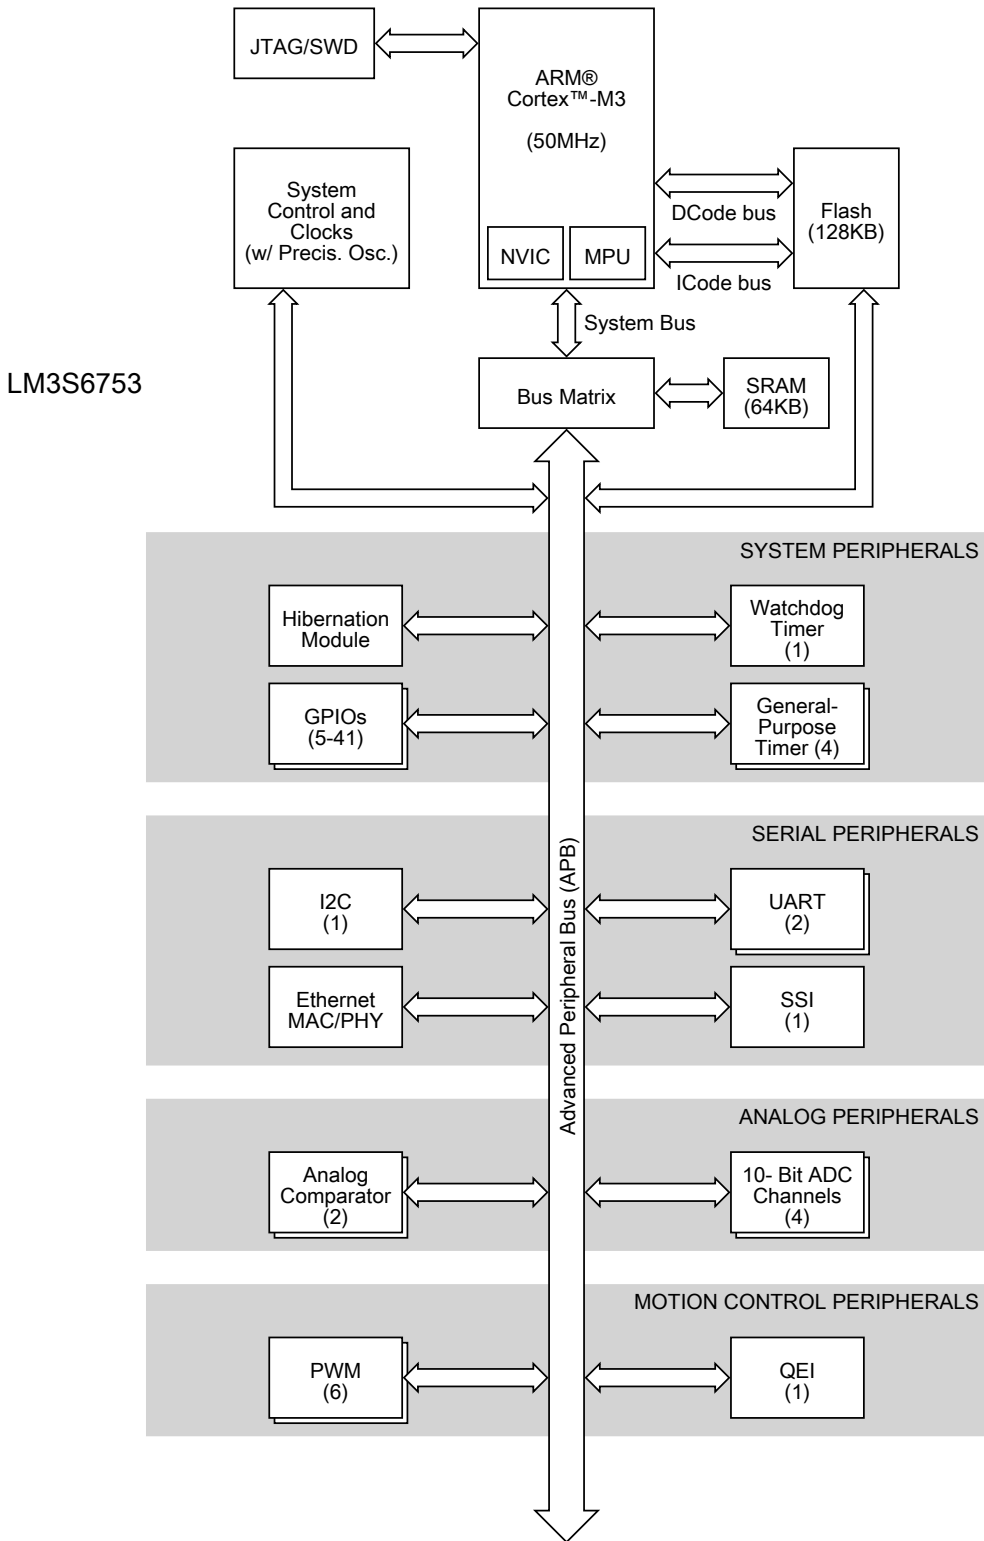 JTAG/SWD
ARM®
Cortex™-M3
(50MHz)
NVIC
MPU
System
Control and
Clocks
(w/ Precis. Osc.)
DCode bus
ICode bus
Flash
(128KB)
System Bus
LM3S6753
Bus Matrix
SRAM
(64KB)
Advanced Peripheral Bus (APB)
SYSTEM PERIPHERALS
Hibernation
Module
Watchdog
Timer
(1)
GPIOs
(5-41)
General-
Purpose
Timer (4)
SERIAL PERIPHERALS
I2C
(1)
UART
(2)
Ethernet
MAC/PHY
SSI
(1)
ANALOG PERIPHERALS
Analog
Comparator
(2)
10- Bit ADC
Channels
(4)
MOTION CONTROL PERIPHERALS
PWM
(6)
QEI
(1)